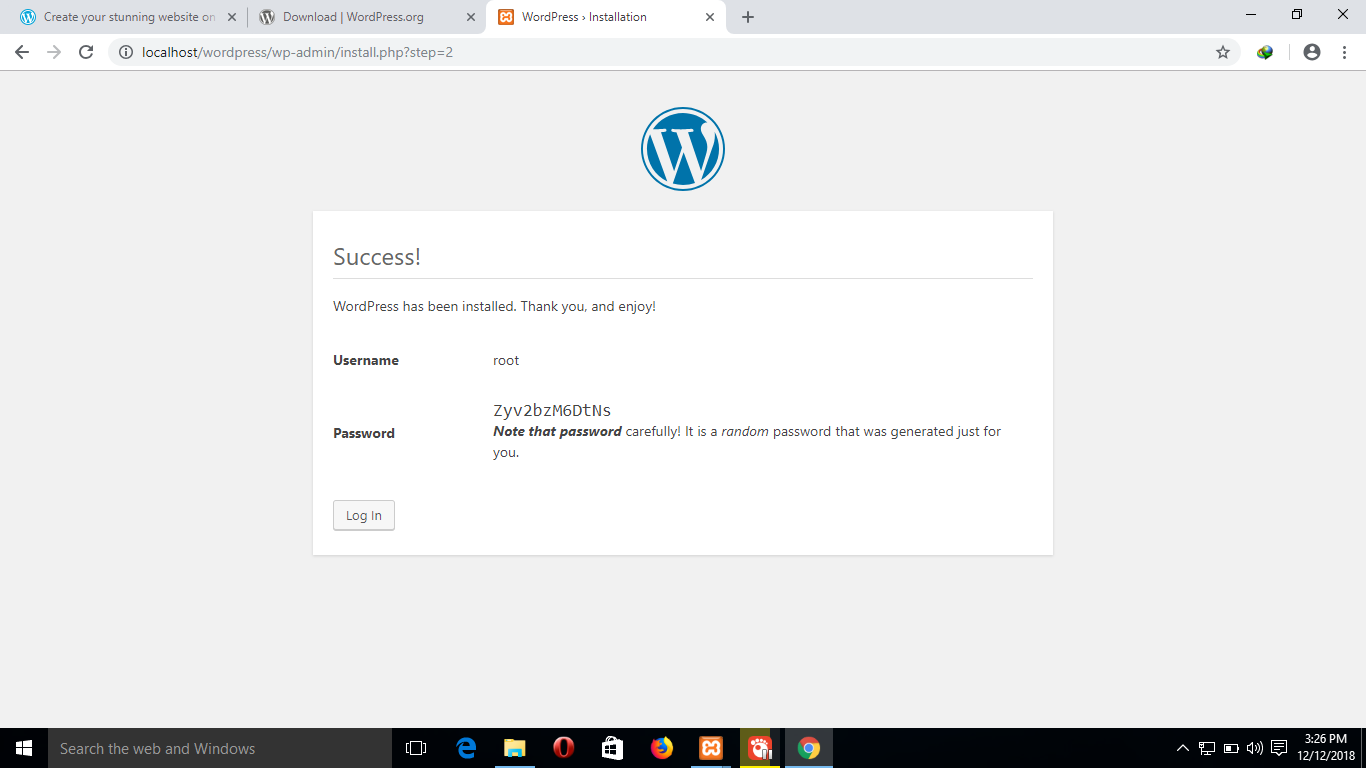 Create your stunning website on
Download | WordPress.org
WordPress › Installation
localhost/wordpress/wp-admin/install.php?step=2
Success!
WordPress has been installed. Thank you, and enjoy!
Username
root
Password
Zyv2bzM6DtNs
Note that password carefully! It is a random password that was generated just for
you.
Log In
Search the web and Windows
3:26 PM
12/12/2018